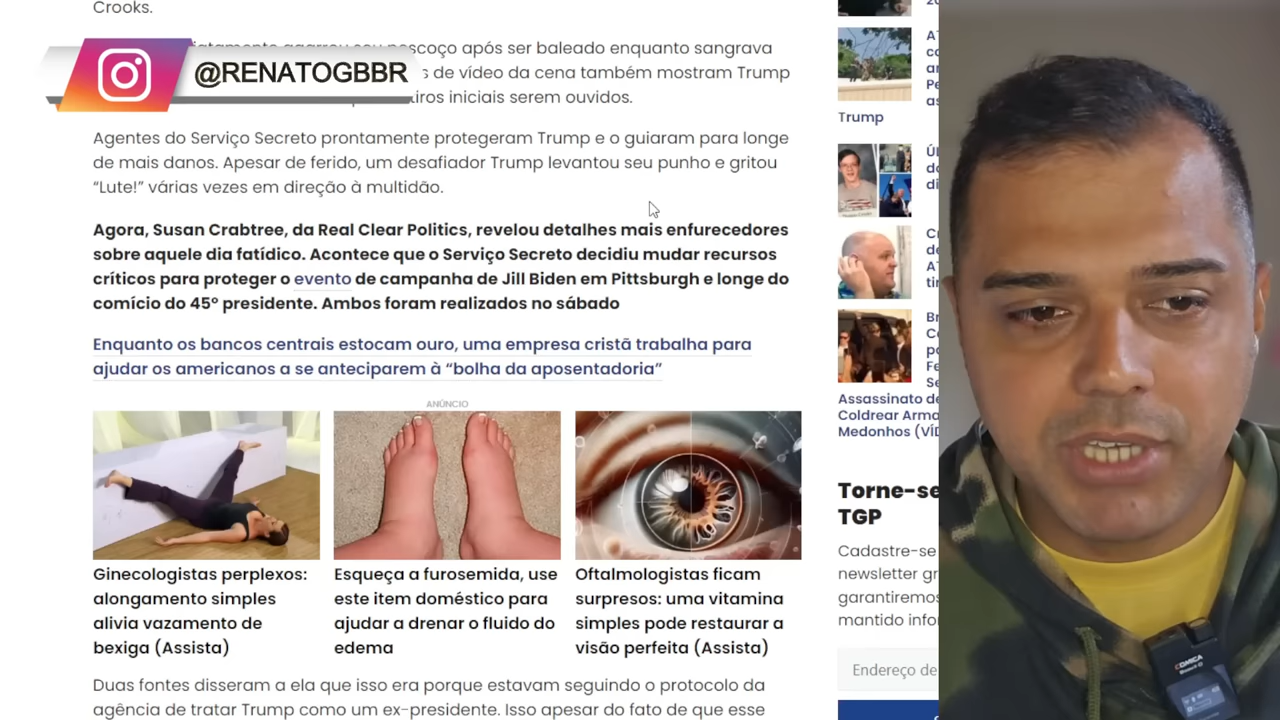 Crooks.
pescoço após ser baleado enquanto sangrava
@RENATOGBBR
s de vídeo da cena também mostram Trump
iros iniciais serem ouvidos.
Agentes do Serviço Secreto prontamente protegeram Trump e o guiaram para longe
de mais danos. Apesar de ferido, um desafiador Trump levantou seu punho e gritou
“Lute!” várias vezes em direção à multidão.
Agora, Susan Crabtree, da Real Clear Politics, revelou detalhes mais enfurecedores
sobre aquele dia fatídico. Acontece que o Serviço Secreto decidiu mudar recursos
críticos para proteger o evento de campanha de Jill Biden em Pittsburgh e longe do
comício do 45º presidente. Ambos foram realizados no sábado
Enquanto os bancos centrais estocam ouro, uma empresa cristã trabalha para
ajudar os americanos a se anteciparem à “bolha da aposentadoria”
ANÚNCIO
Ginecologistas perplexos:
alongamento simples
alivia vazamento de
bexiga (Assista)
Esqueça a furosemida, use
este item doméstico para
ajudar a drenar o fluido do
edema
Oftalmologistas ficam
surpresos: uma vitamina
simples pode restaurar a
visão perfeita (Assista)
Duas fontes disseram a ela que isso era porque estavam seguindo o protocolo da
agência de tratar Trump como um ex-presidente. Isso apesar do fato de que esse
Trump
Assassinato de
Coldrear Arma
Medonhos (VÍD
Torne-se
TGP
Cadastre-se
newsletter gr
garantiremos
mantido infor
Endereço de
COMICA